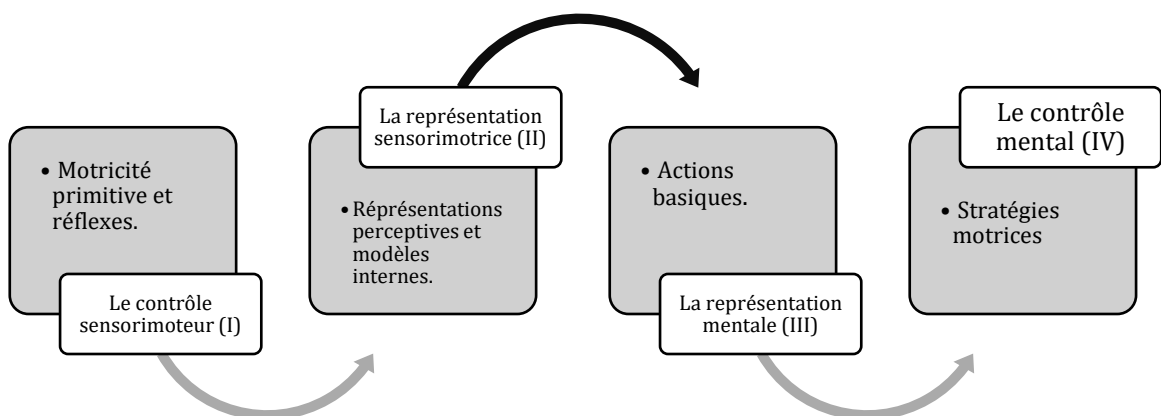 • Motricité
primitive et
réflexes.
Le contrôle
sensorimoteur (I)
La représentation
sensorimotrice (II)
• Réprésentations
perceptives et
modèles
internes.
• Actions
basiques.
La représentation
mentale (III)
Le contrôle
mental (IV)
• Stratégies
motrices